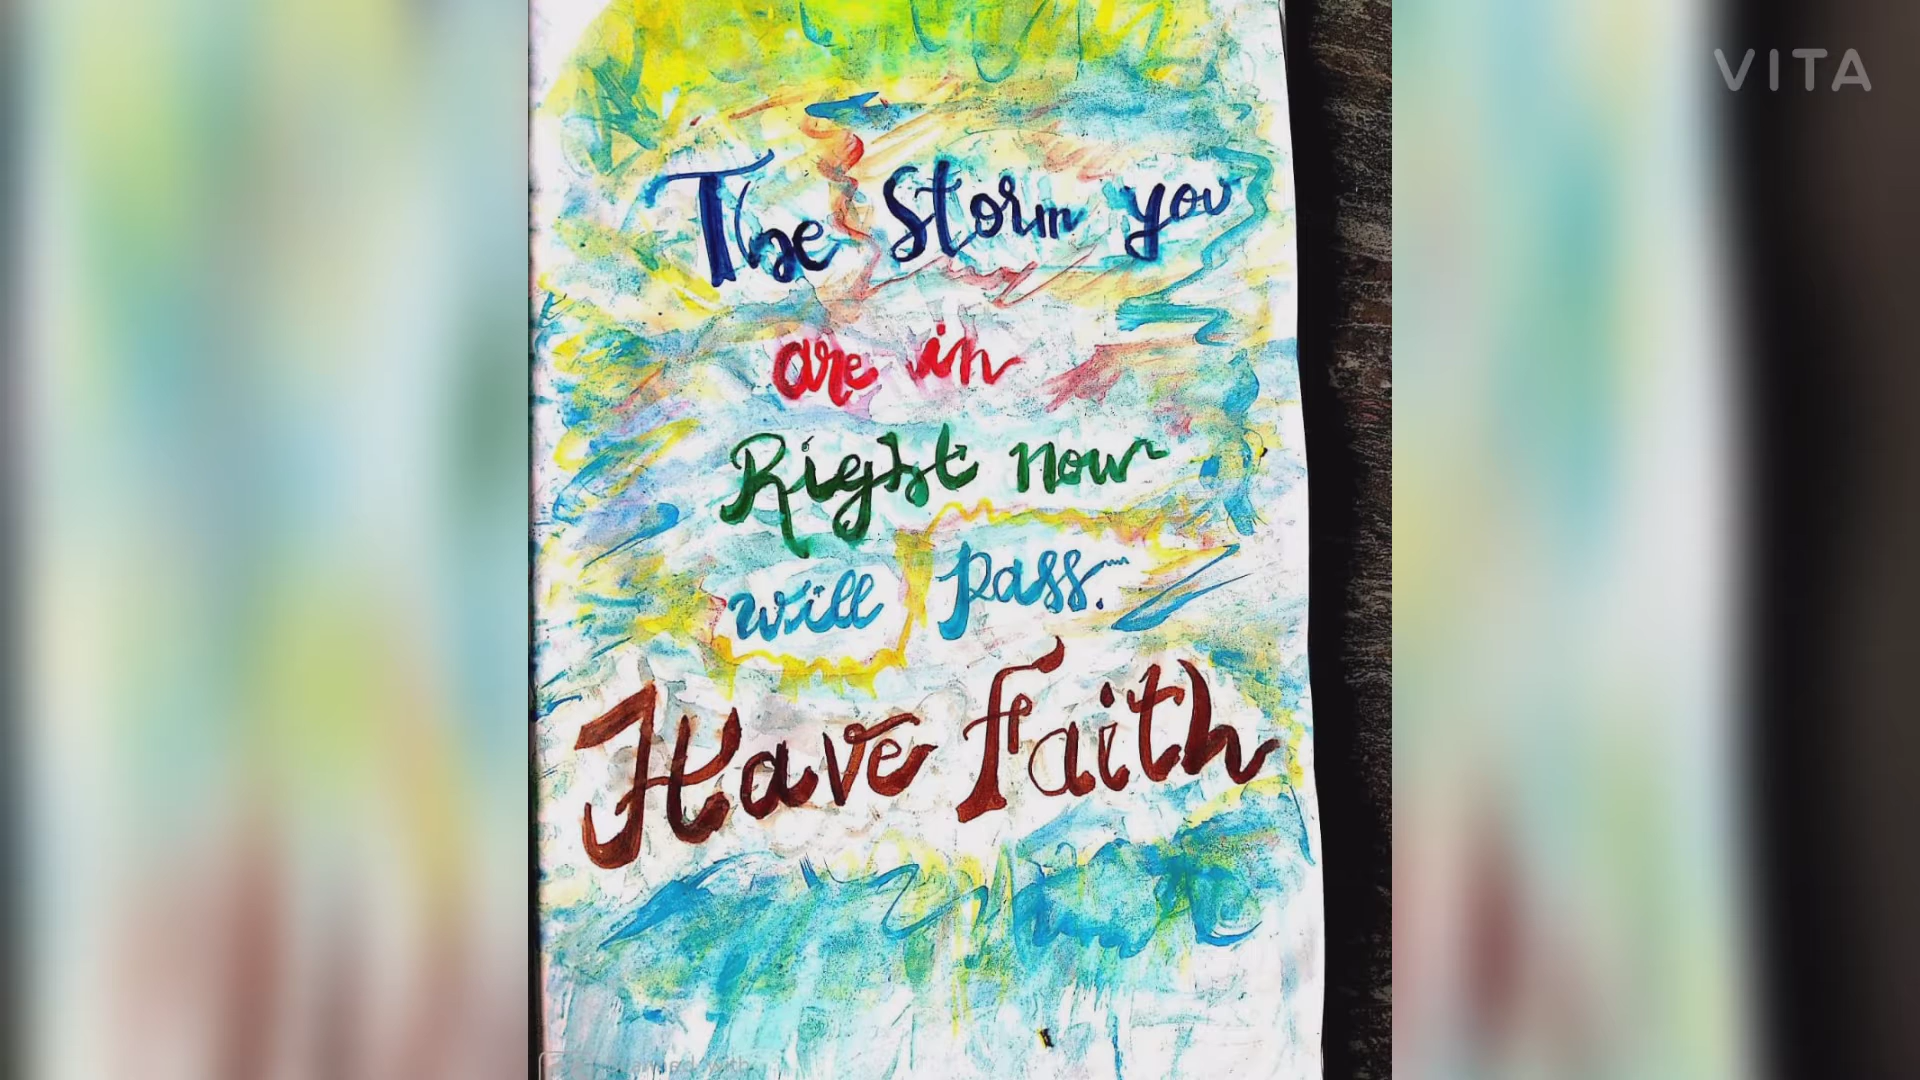 VITA
The Storm you
are in
Right now
will pass.
Have Faith